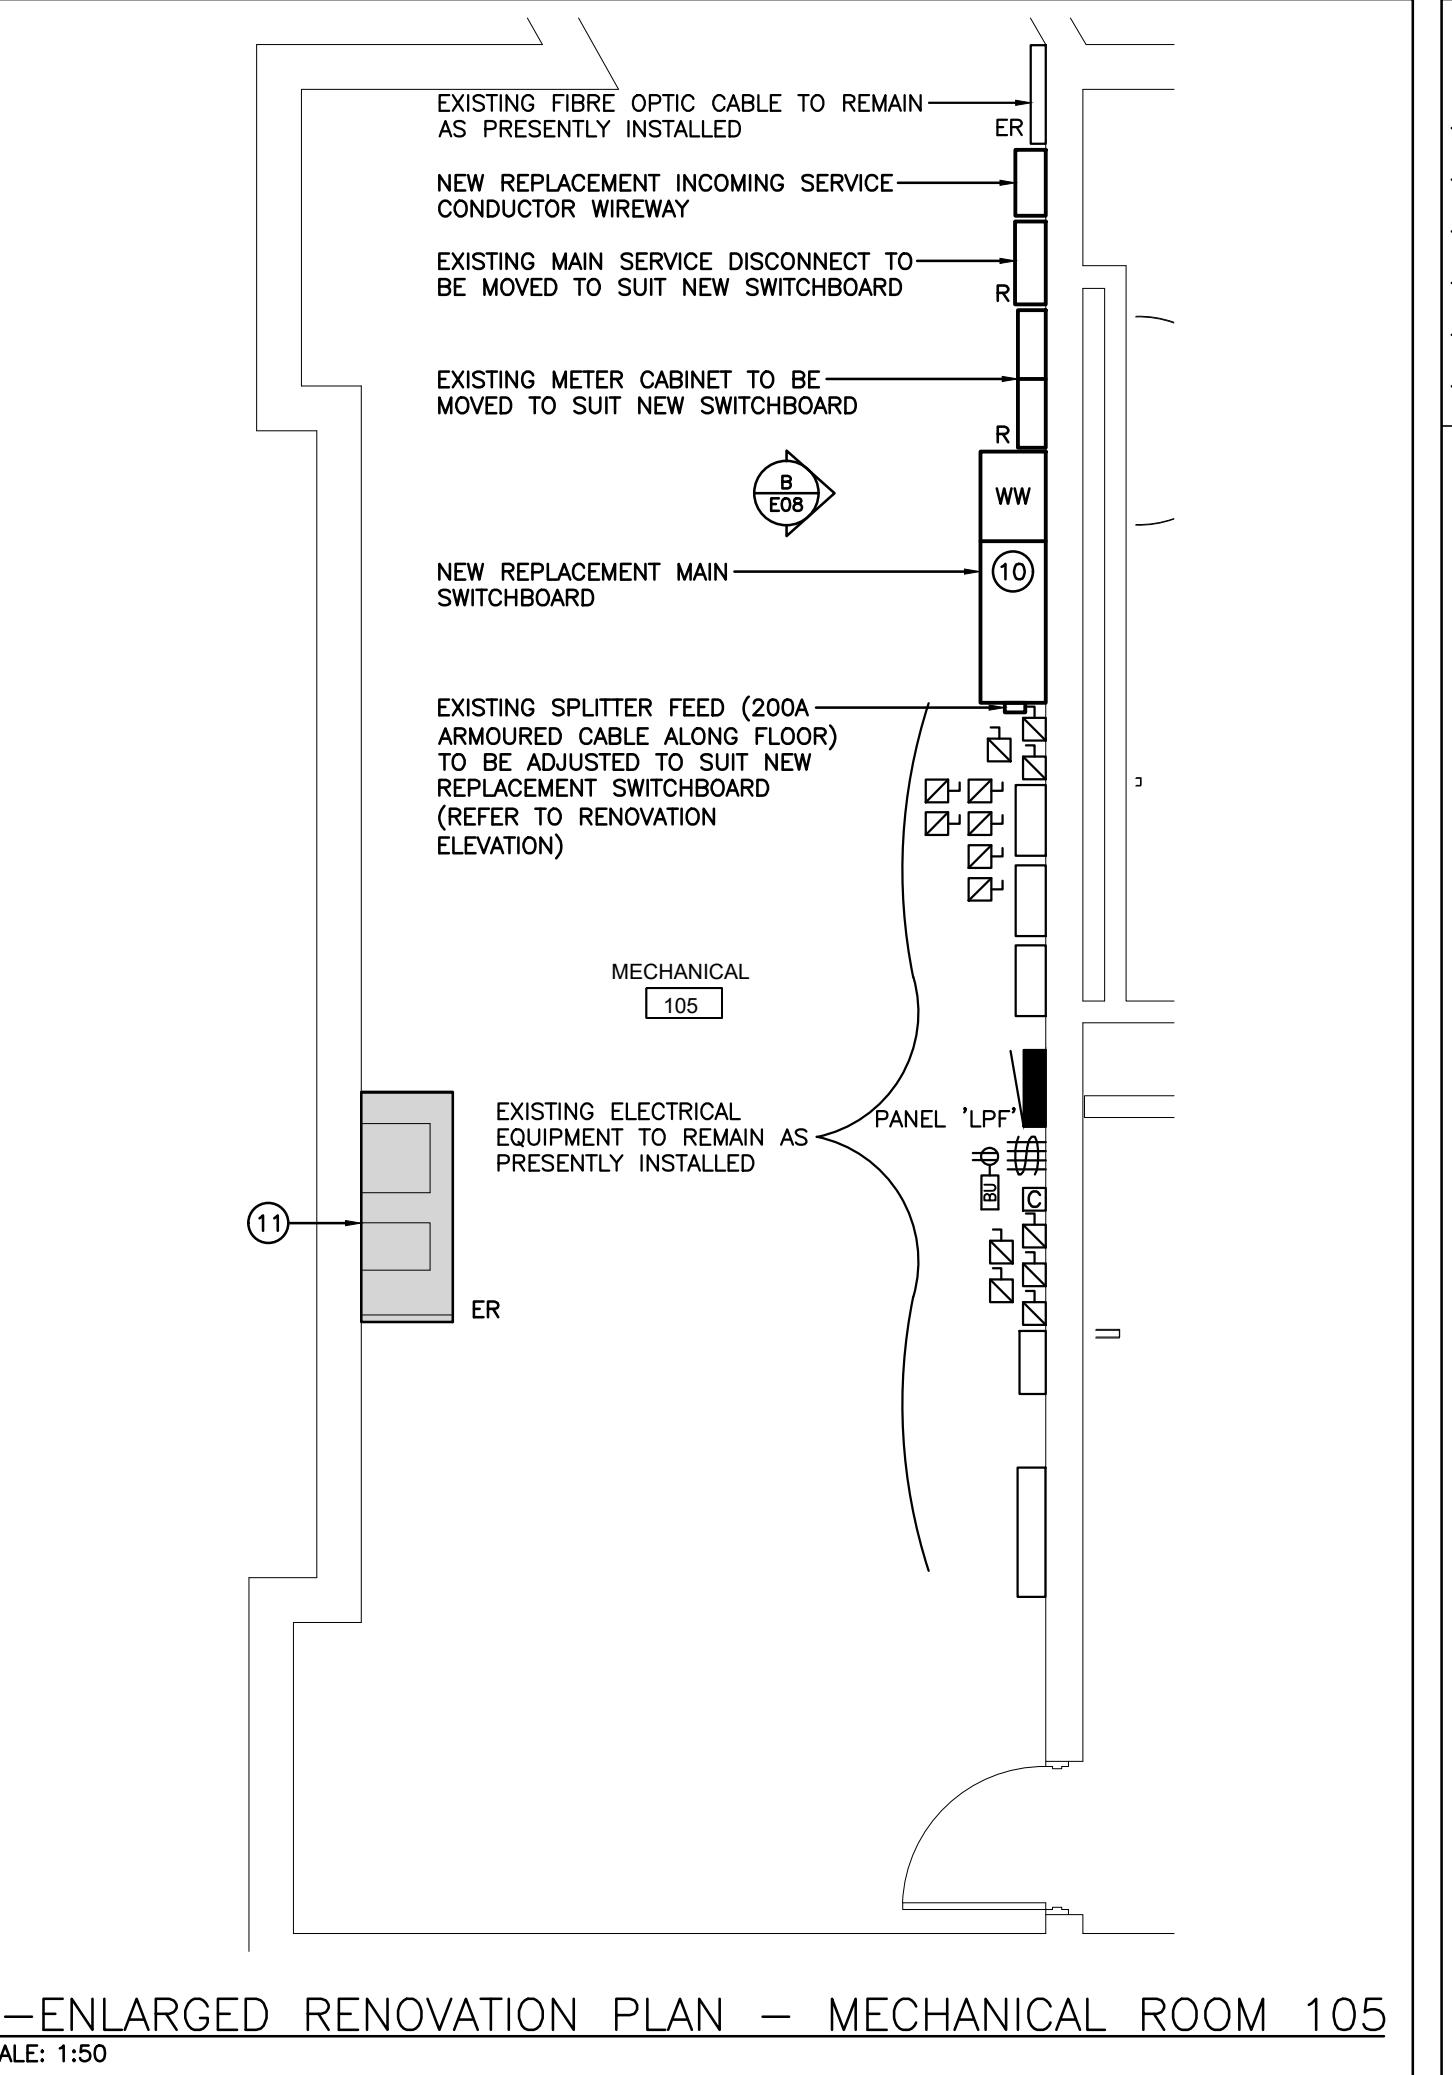 EXISTING FIBRE OPTIC CABLE TO REMAIN
AS PRESENTLY INSTALLED
ER
NEW REPLACEMENT INCOMING SERVICE
CONDUCTOR WIREWAY
EXISTING MAIN SERVICE DISCONNECT TO
BE MOVED TO SUIT NEW SWITCHBOARD
R
EXISTING METER CABINET TO BE
MOVED TO SUIT NEW SWITCHBOARD
R
B
E08
WW
10
NEW REPLACEMENT MAIN
SWITCHBOARD
EXISTING SPLITTER FEED (200A
ARMOURED CABLE ALONG FLOOR)
TO BE ADJUSTED TO SUIT NEW
REPLACEMENT SWITCHBOARD
(REFER TO RENOVATION
ELEVATION)
MECHANICAL
105
EXISTING ELECTRICAL
EQUIPMENT TO REMAIN AS
PRESENTLY INSTALLED
PANEL 'LPF'
BU
C
11
ER
-ENLARGED RENOVATION PLAN - MECHANICAL ROOM 105
ALE: 1:50